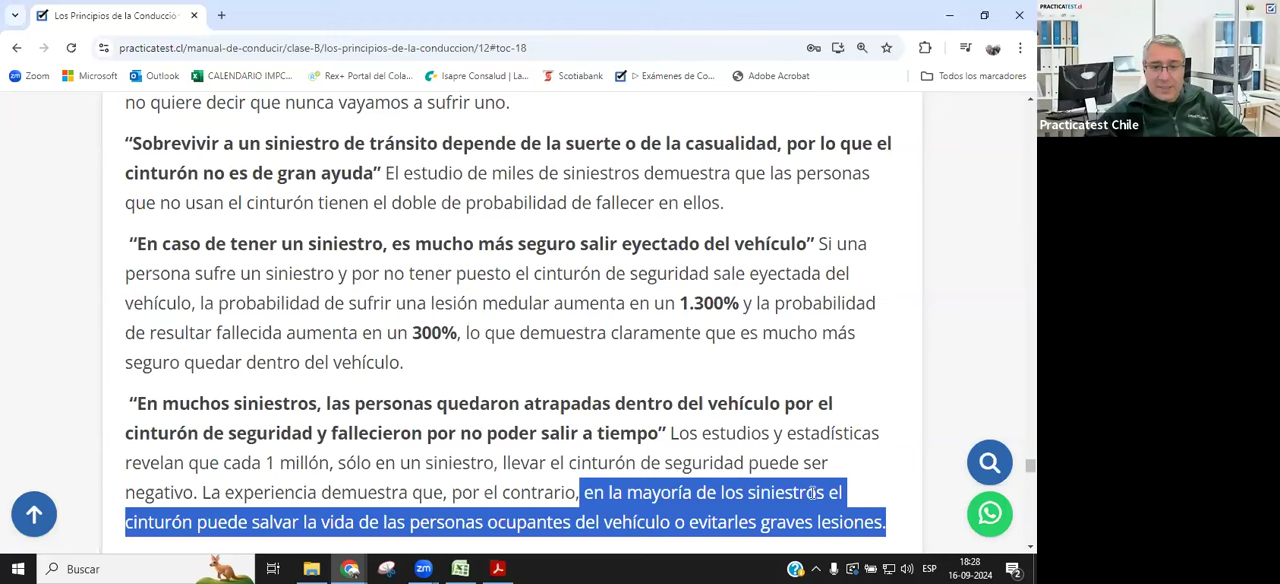 Los Principios de la Conducción
practicatest.cl/manual-de-conducir/clase-B/los-principios-de-la-conduccion/12#toc-18
Zoom
Microsoft
Outlook
CALENDARIO IMPC...
Rex+ Portal del Cola...
Isapre Consalud | La...
Scotiabank
▷ Exámenes de Co...
Adobe Acrobat
Todos los marcadores
no quiere decir que nunca vayamos a sufrir uno.
“Sobrevivir a un siniestro de tránsito depende de la suerte o de la casualidad, por lo que el
cinturón no es de gran ayuda” El estudio de miles de siniestros demuestra que las personas
que no usan el cinturón tienen el doble de probabilidad de fallecer en ellos.
“En caso de tener un siniestro, es mucho más seguro salir eyectado del vehículo” Si una
persona sufre un siniestro y por no tener puesto el cinturón de seguridad sale eyectada del
vehículo, la probabilidad de sufrir una lesión medular aumenta en un 1.300% y la probabilidad
de resultar fallecida aumenta en un 300%, lo que demuestra claramente que es mucho más
seguro quedar dentro del vehículo.
“En muchos siniestros, las personas quedaron atrapadas dentro del vehículo por el
cinturón de seguridad y fallecieron por no poder salir a tiempo” Los estudios y estadísticas
revelan que cada 1 millón, sólo en un siniestro, llevar el cinturón de seguridad puede ser
negativo. La experiencia demuestra que, por el contrario, en la mayoría de los siniestros el
cinturón puede salvar la vida de las personas ocupantes del vehículo o evitarles graves lesiones.
PRACTICATEST.cl
Practicatest Chile
Buscar
zm
ESP
18:28
16-09-2024
2